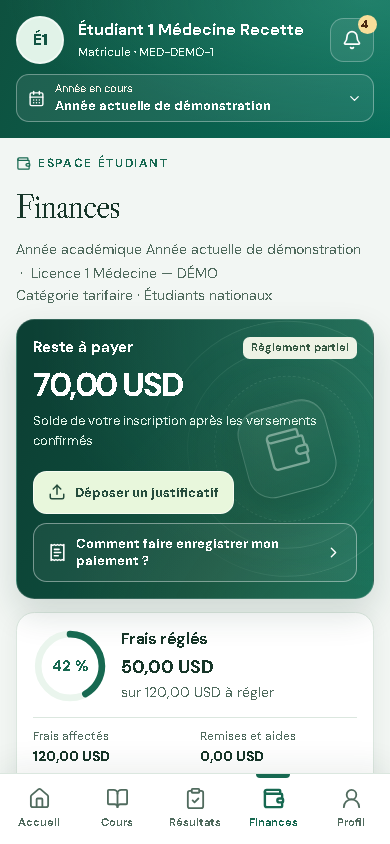 É1
Étudiant 1 Médecine Recette
Matricule · MED-DEMO-1
4
Année en cours
Année actuelle de démonstration
ESPACE ÉTUDIANT
Finances
Année académique Année actuelle de démonstration
· Licence 1 Médecine — DÉMO
Catégorie tarifaire · Étudiants nationaux
Reste à payer
Règlement partiel
70,00 USD
Solde de votre inscription après les versements
confirmés
Déposer un justificatif
Comment faire enregistrer mon
paiement ?
42 %
Frais réglés
50,00 USD
sur 120,00 USD à régler
Frais affectés
Remises et aides
120,00 USD
0,00 USD
Accueil
Cours
Résultats
Finances
Profil